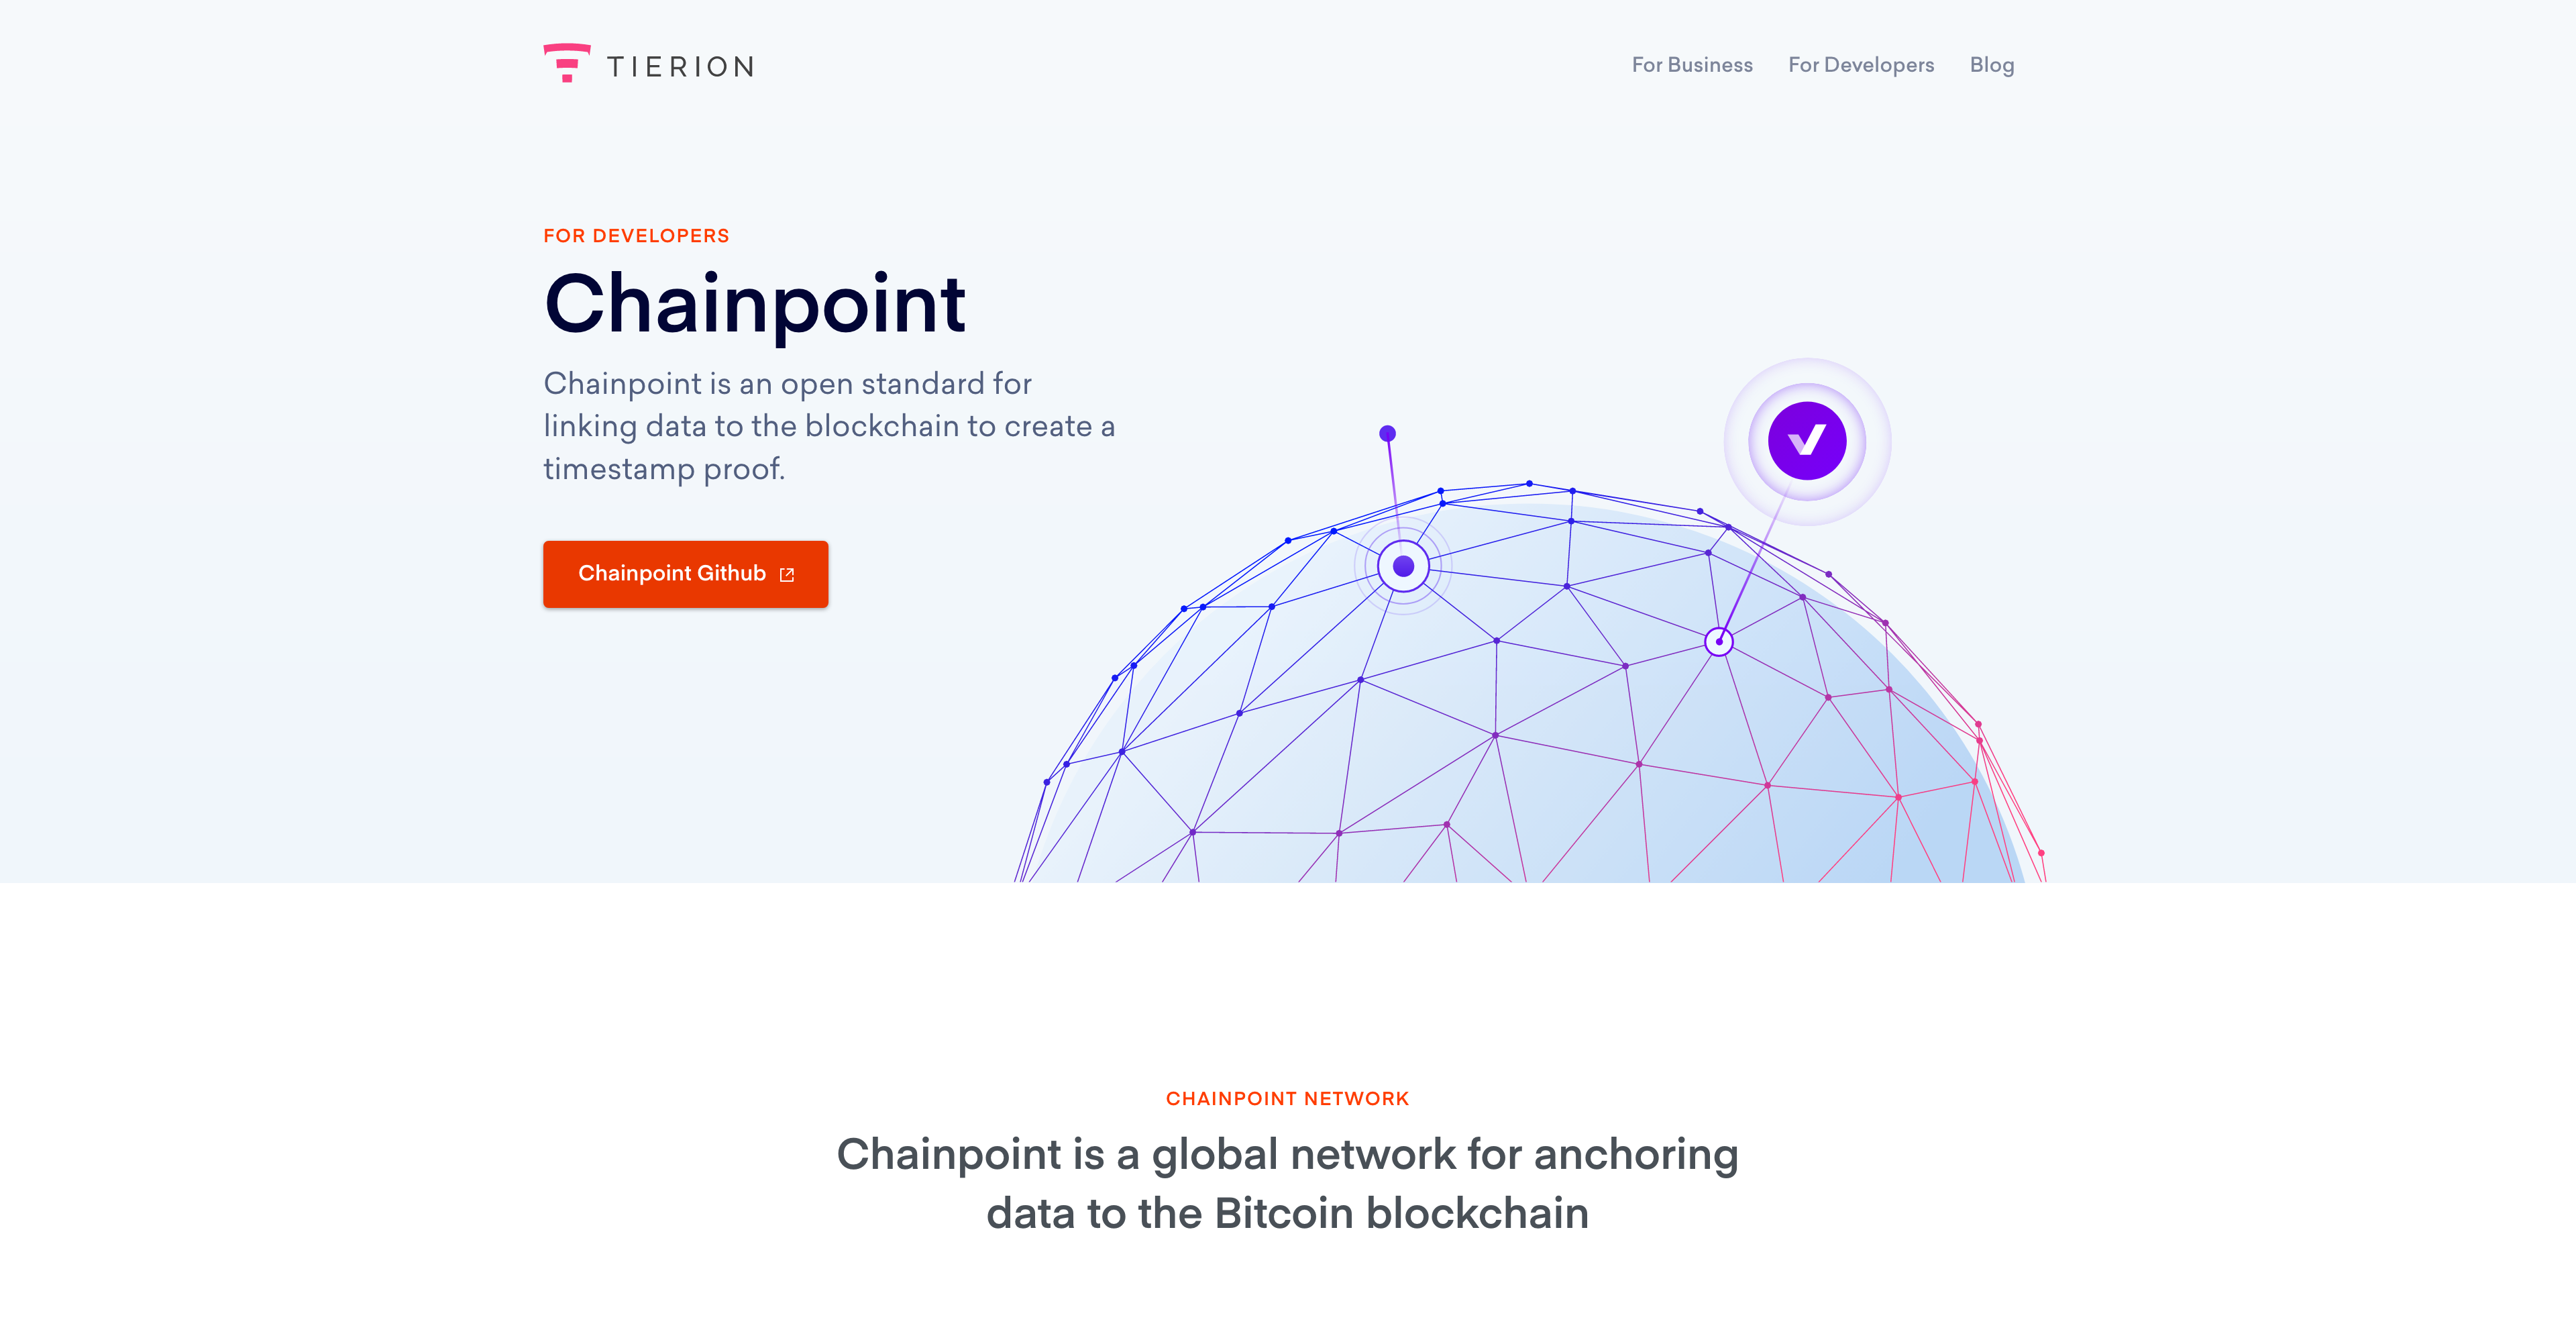 TIERION
For Business
For Developers
Blog
FOR DEVELOPERS
Chainpoint
Chainpoint is an open standard for
linking data to the blockchain to create a
timestamp proof.
Chainpoint Github
CHAINPOINT NETWORK
Chainpoint is a global network for anchoring
data to the Bitcoin blockchain